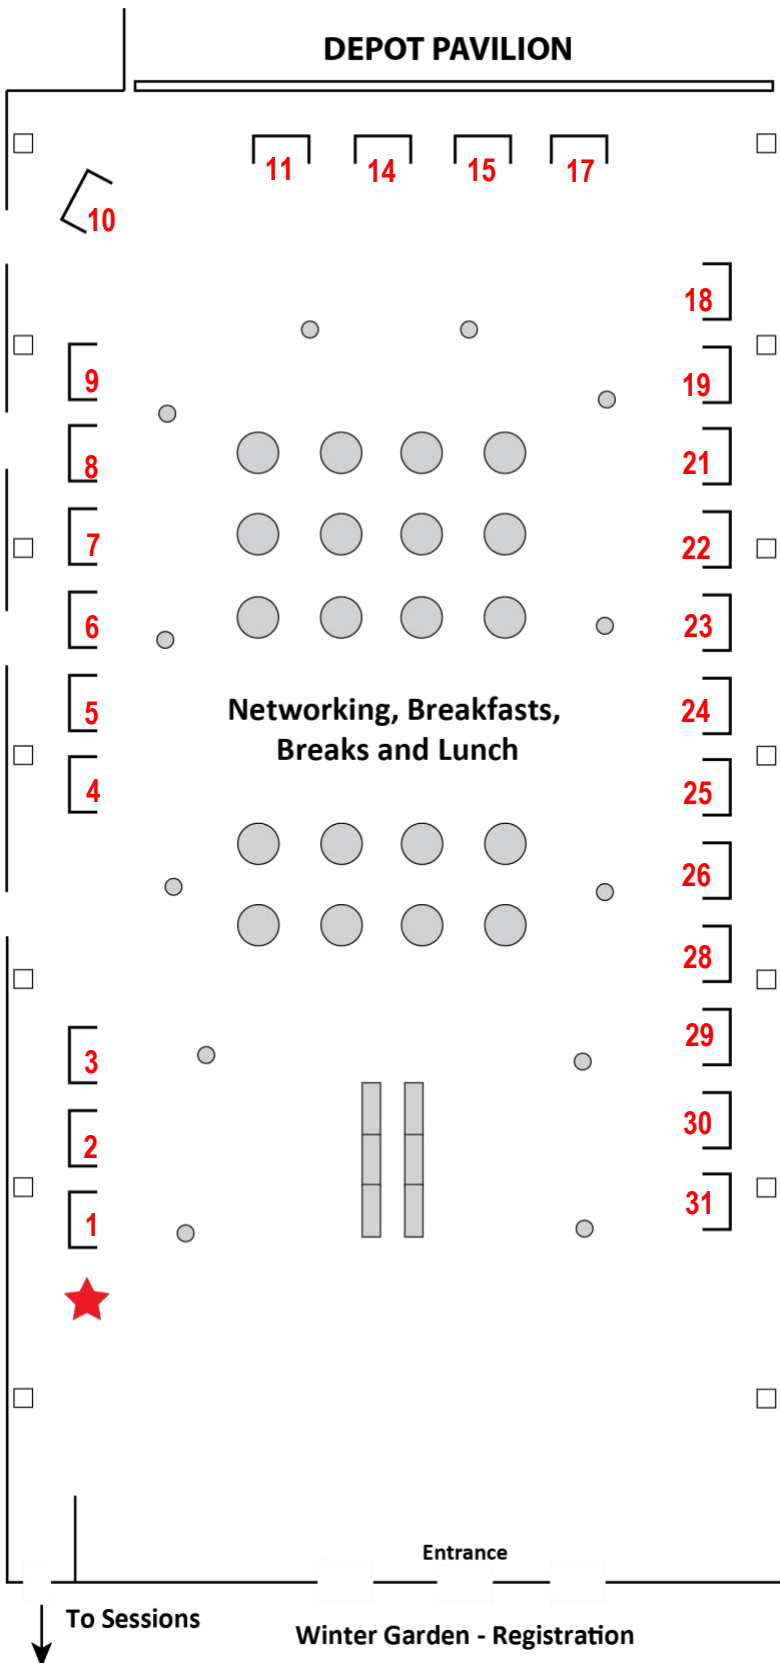 DEPOT PAVILION
11 14 15 17
10
18
9 19
8 21
7 22
6 23
5 24
Networking, Breakfasts,
Breaks and Lunch
4 25
26
28
3 29
2 30
1 31
Entrance
To Sessions
Winter Garden - Registration